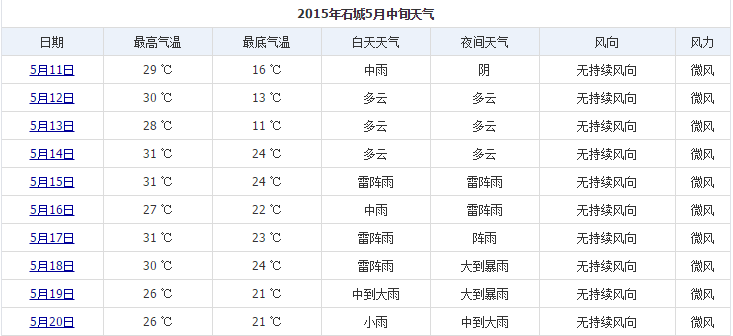 2015年石城5月中旬天气
日期 最高气温 最底气温 白天天气 夜间天气 风向 风力
5月11日 29 ℃ 16 ℃ 中雨 阴 无持续风向 微风
5月12日 30 ℃ 13 ℃ 多云 多云 无持续风向 微风
5月13日 28 ℃ 11 ℃ 多云 多云 无持续风向 微风
5月14日 31 ℃ 24 ℃ 多云 多云 无持续风向 微风
5月15日 31 ℃ 24 ℃ 雷阵雨 雷阵雨 无持续风向 微风
5月16日 27 ℃ 22 ℃ 中雨 雷阵雨 无持续风向 微风
5月17日 31 ℃ 23 ℃ 雷阵雨 阵雨 无持续风向 微风
5月18日 30 ℃ 24 ℃ 雷阵雨 大到暴雨 无持续风向 微风
5月19日 26 ℃ 21 ℃ 中到大雨 大到暴雨 无持续风向 微风
5月20日 26 ℃ 21 ℃ 小雨 中到大雨 无持续风向 微风